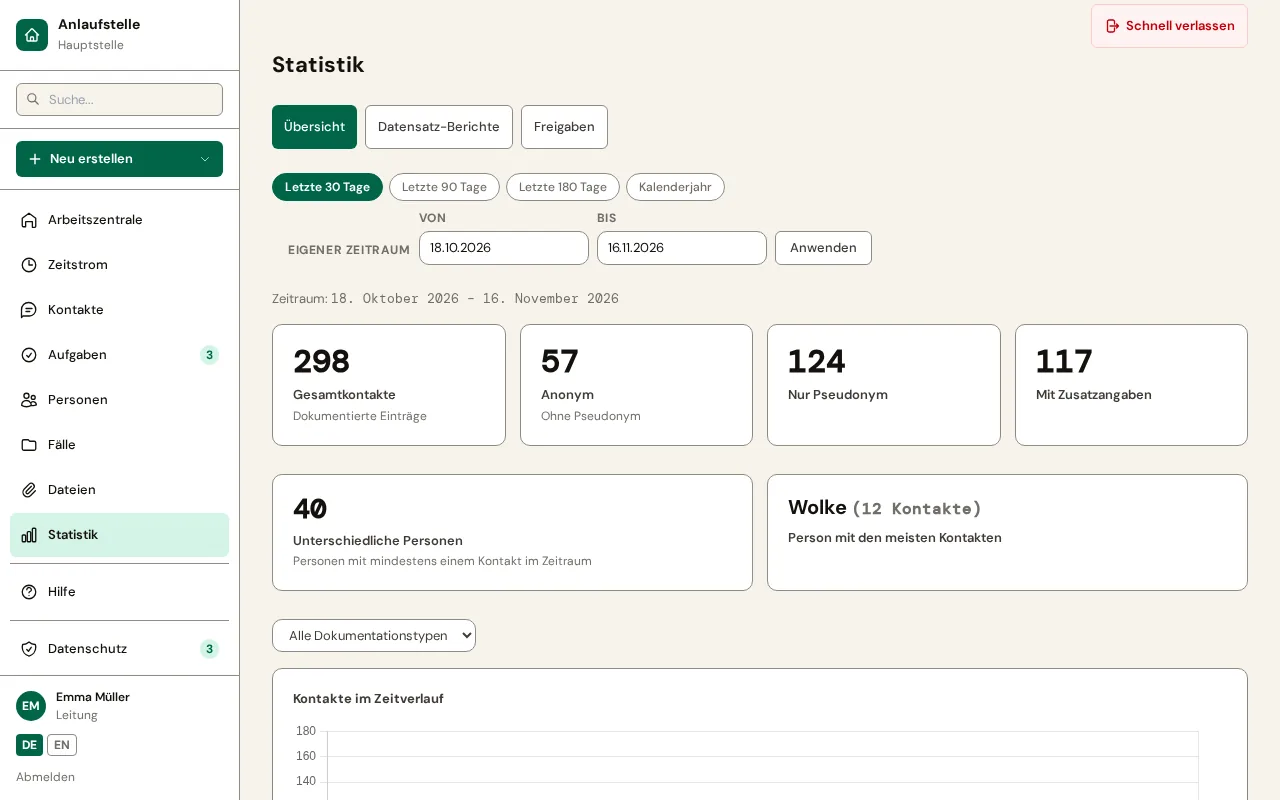 Anlaufstelle
Hauptstelle
Suche...
Neu erstellen
Arbeitszentrale
Zeitstrom
Kontakte
Aufgaben 3
Personen
Fälle
Dateien
Statistik
Hilfe
Datenschutz 3
EM
Emma Müller
Leitung
DE EN
Abmelden
Schnell verlassen
Statistik
Übersicht Datensatz-Berichte Freigaben
Letzte 30 Tage Letzte 90 Tage Letzte 180 Tage Kalenderjahr
VON BIS
EIGENER ZEITRAUM 18.10.2026 16.11.2026 Anwenden
Zeitraum: 18. Oktober 2026 – 16. November 2026
298
Gesamtkontakte
Dokumentierte Einträge
57
Anonym
Ohne Pseudonym
124
Nur Pseudonym
117
Mit Zusatzangaben
40
Unterschiedliche Personen
Personen mit mindestens einem Kontakt im Zeitraum
Wolke (12 Kontakte)
Person mit den meisten Kontakten
Alle Dokumentationstypen
Kontakte im Zeitverlauf
180
160
140